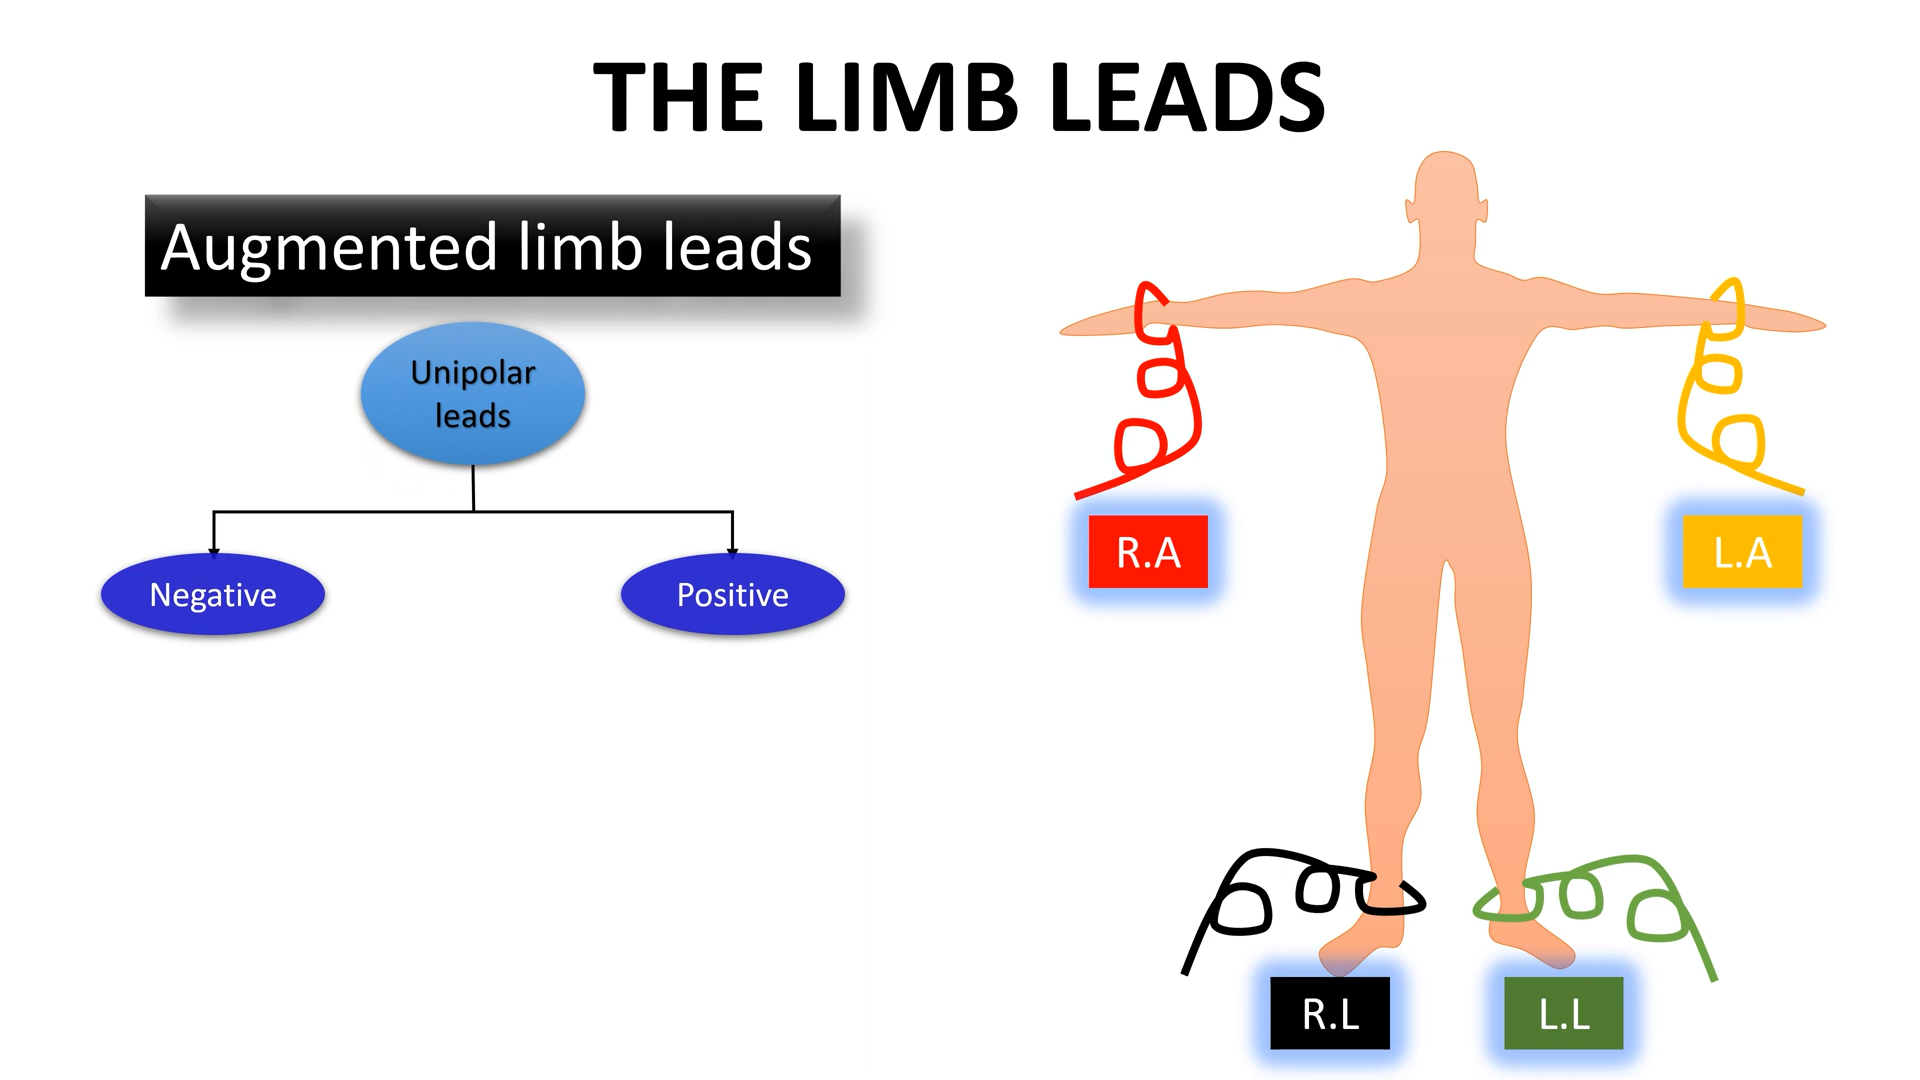 THE LIMB LEADS
Augmented limb leads
Unipolar
leads
Negative
Positive
R.A
L.A
R.L
L.L